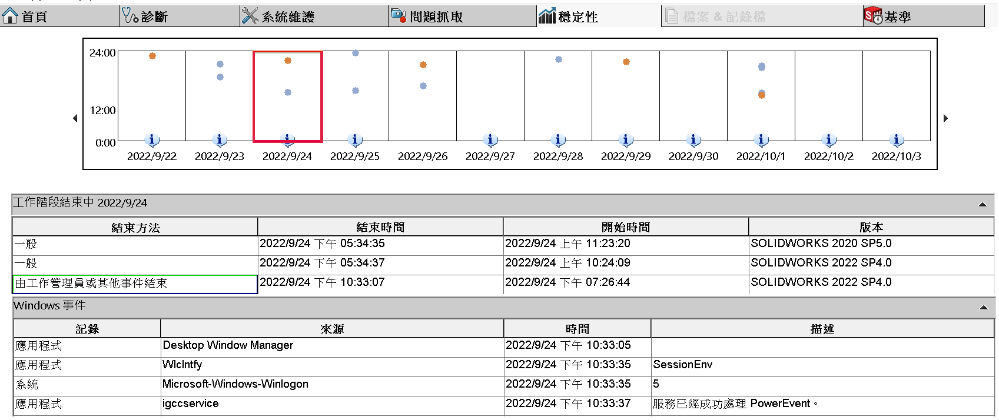 首頁 診斷 系統維護 問題抓取 穩定性 檔案 & 記錄檔 基準
24:00
12:00
0:00
2022/9/22 2022/9/23 2022/9/24 2022/9/25 2022/9/26 2022/9/27 2022/9/28 2022/9/29 2022/9/30 2022/10/1 2022/10/2 2022/10/3
工作階段結束中 2022/9/24
結束方法 結束時間 開始時間 版本
一般 2022/9/24 下午 05:34:35 2022/9/24 上午 11:23:20 SOLIDWORKS 2020 SP5.0
一般 2022/9/24 下午 05:34:37 2022/9/24 上午 10:24:09 SOLIDWORKS 2022 SP4.0
由工作管理員或其他事件結束 2022/9/24 下午 10:33:07 2022/9/24 下午 07:26:44 SOLIDWORKS 2022 SP4.0
Windows 事件
記錄 來源 時間 描述
應用程式 Desktop Window Manager 2022/9/24 下午 10:33:05
應用程式 Wlclntfy 2022/9/24 下午 10:33:35 SessionEnv
系統 Microsoft-Windows-Winlogon 2022/9/24 下午 10:33:35 5
應用程式 igccservice 2022/9/24 下午 10:33:37 服務已經成功處理 PowerEvent。